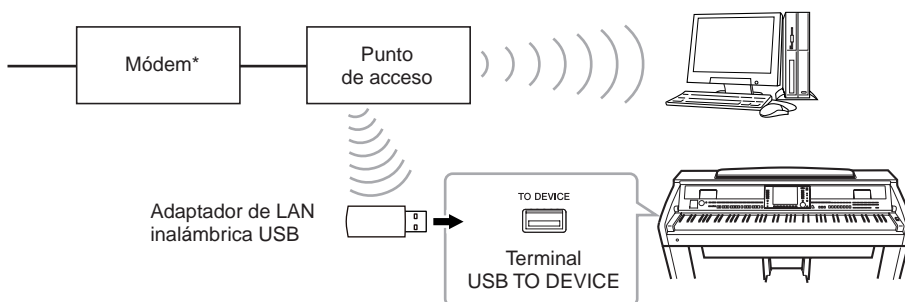 Módem*
Punto
de acceso
Adaptador de LAN
inalámbrica USB
TO DEVICE
Terminal
USB TO DEVICE